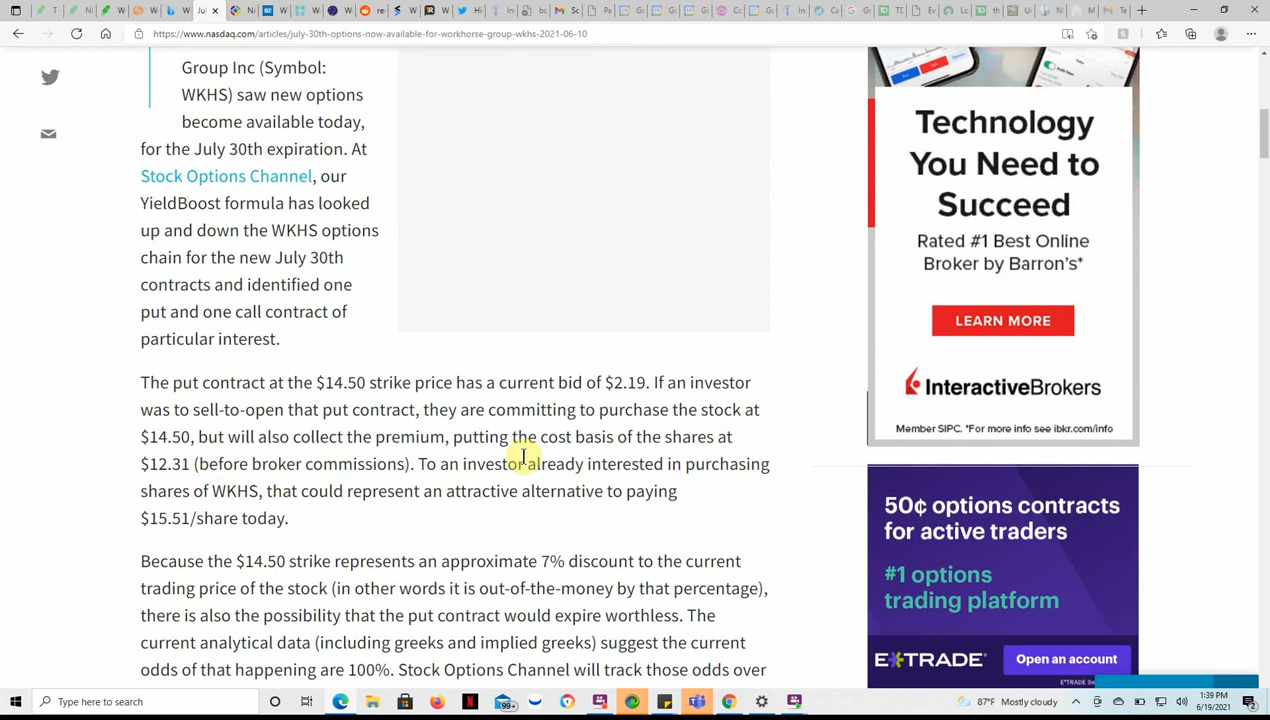 https://www.nasdaq.com/articles/july-30th-options-now-available-for-workhorse-group-wkhs-2021-06-10
Group Inc (Symbol:
WKHS) saw new options
become available today,
for the July 30th expiration. At
Stock Options Channel, our
YieldBoost formula has looked
up and down the WKHS options
chain for the new July 30th
contracts and identified one
put and one call contract of
particular interest.
The put contract at the $14.50 strike price has a current bid of $2.19. If an investor
was to sell-to-open that put contract, they are committing to purchase the stock at
$14.50, but will also collect the premium, putting the cost basis of the shares at
$12.31 (before broker commissions). To an investor already interested in purchasing
shares of WKHS, that could represent an attractive alternative to paying
$15.51/share today.
Because the $14.50 strike represents an approximate 7% discount to the current
trading price of the stock (in other words it is out-of-the-money by that percentage),
there is also the possibility that the put contract would expire worthless. The
current analytical data (including greeks and implied greeks) suggest the current
odds of that happening are 100%. Stock Options Channel will track those odds over
Technology
You Need to
Succeed
Rated #1 Best Online
Broker by Barron's*
LEARN MORE
InteractiveBrokers
Member SIPC. *For more info see ibkr.com/info
50¢ options contracts
for active traders
#1 options
trading platform
E*TRADE
Open an account
Type here to search
99+
87°F Mostly cloudy
1:39 PM
6/19/2021